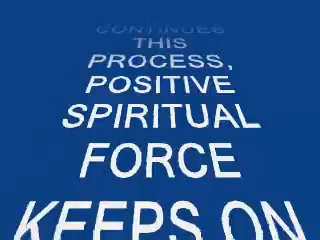 CONTINUES
THIS
PROCESS,
POSITIVE
SPIRITUAL
FORCE
KEEPS ON